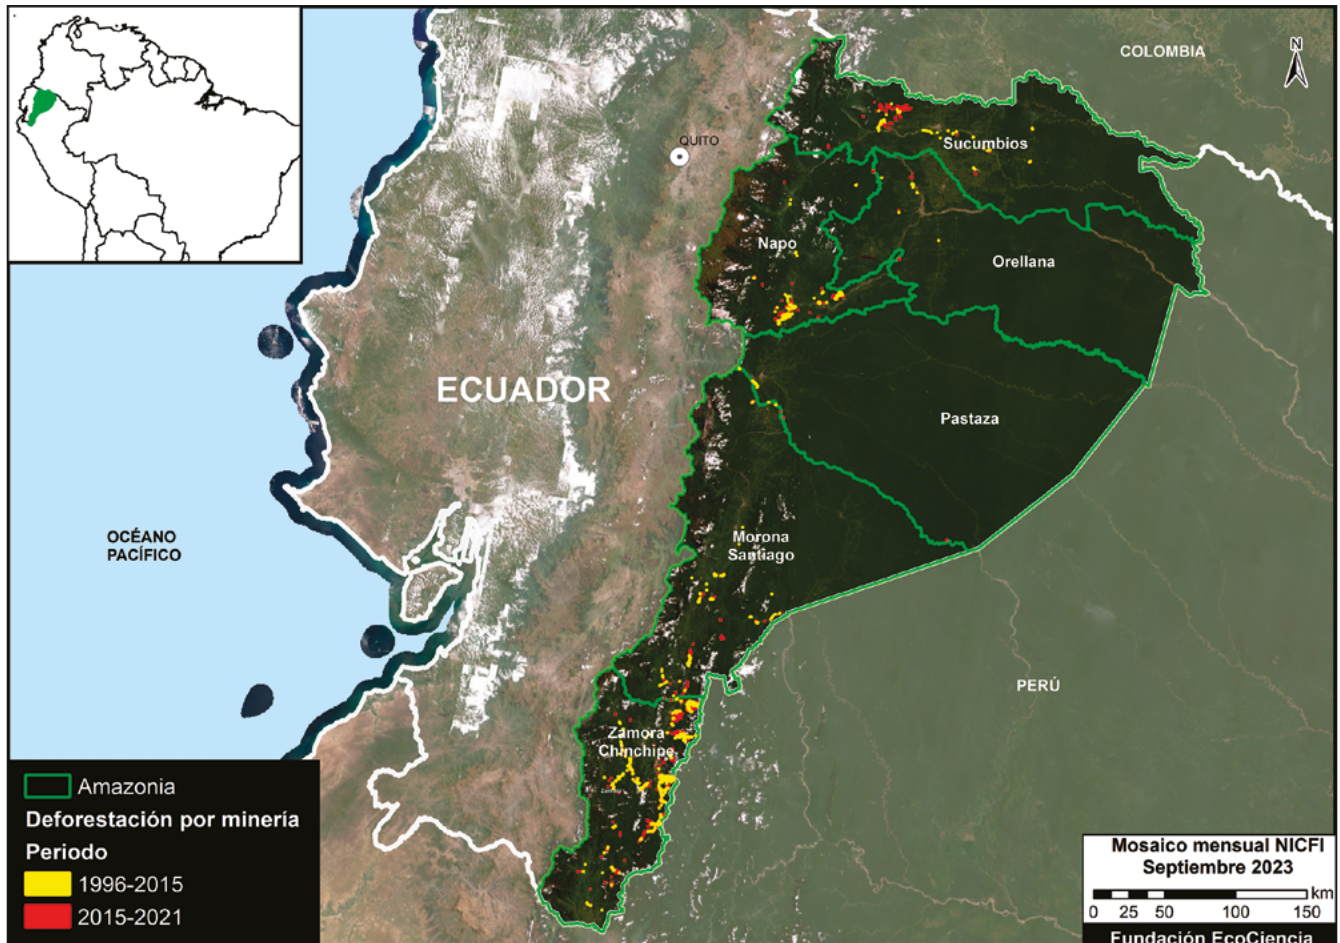 COLOMBIA
N
QUITO
Sucumbios
Napo
Orellana
ECUADOR
Pastaza
OCÉANO
PACÍFICO
Morona
Santiago
PERÚ
Zamora
Chinchipe
Amazonia
Deforestación por minería
Periodo
1996-2015
2015-2021
Mosaico mensual NICFI
Septiembre 2023
km
0 25 50 100 150
Fundación EcoCiencia